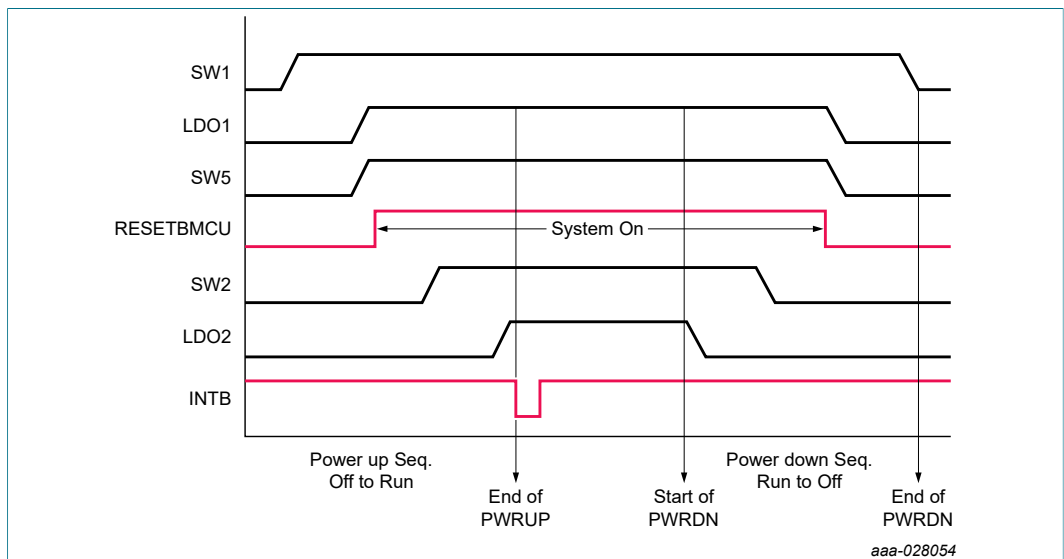 SW1
LDO1
SW5
RESETBMCU
System On
SW2
LDO2
INTB
Power up Seq.
Off to Run
End of
PWRUP
Start of
PWRDN
Power down Seq.
Run to Off
End of
PWRDN
aaa-028054